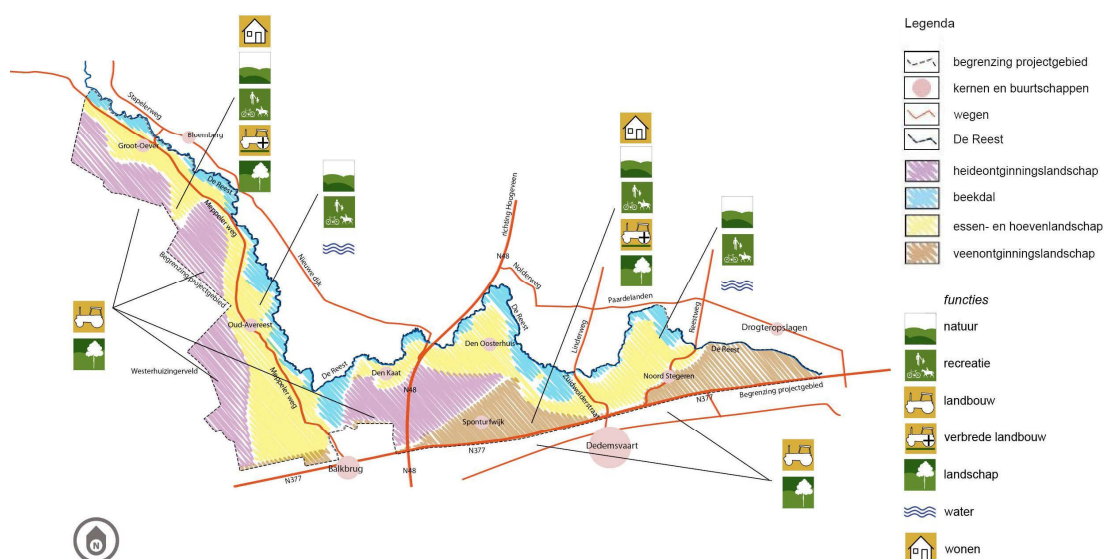 Stapelerweg
Bloemberg
Groot-Oever
De Reest
Meppeler weg
Nieuwe dijk
Begrenzing projectgebied
Oud-Avereest
Westerhuizingerveld
Meppeler weg
De Reest
Den Kaat
richting Hoogeveen
N48
Nolderweg
De Reest
Den Oosterhuis
Paardelanden
Linderweg
Reestweg
Drogteropslagen
De Reest
Noord Stegeren
Zuidwolderstraat
N48
Sponturfwijk
N377
Begrenzing projectgebied
N377
Dedemsvaart
Balkbrug
N48
N377
N
Legenda
begrenzing projectgebied
kernen en buurtschappen
wegen
De Reest
heideontginningslandschap
beekdal
essen- en hoevenlandschap
veenontginningslandschap
functies
natuur
recreatie
landbouw
verbrede landbouw
landschap
water
wonen